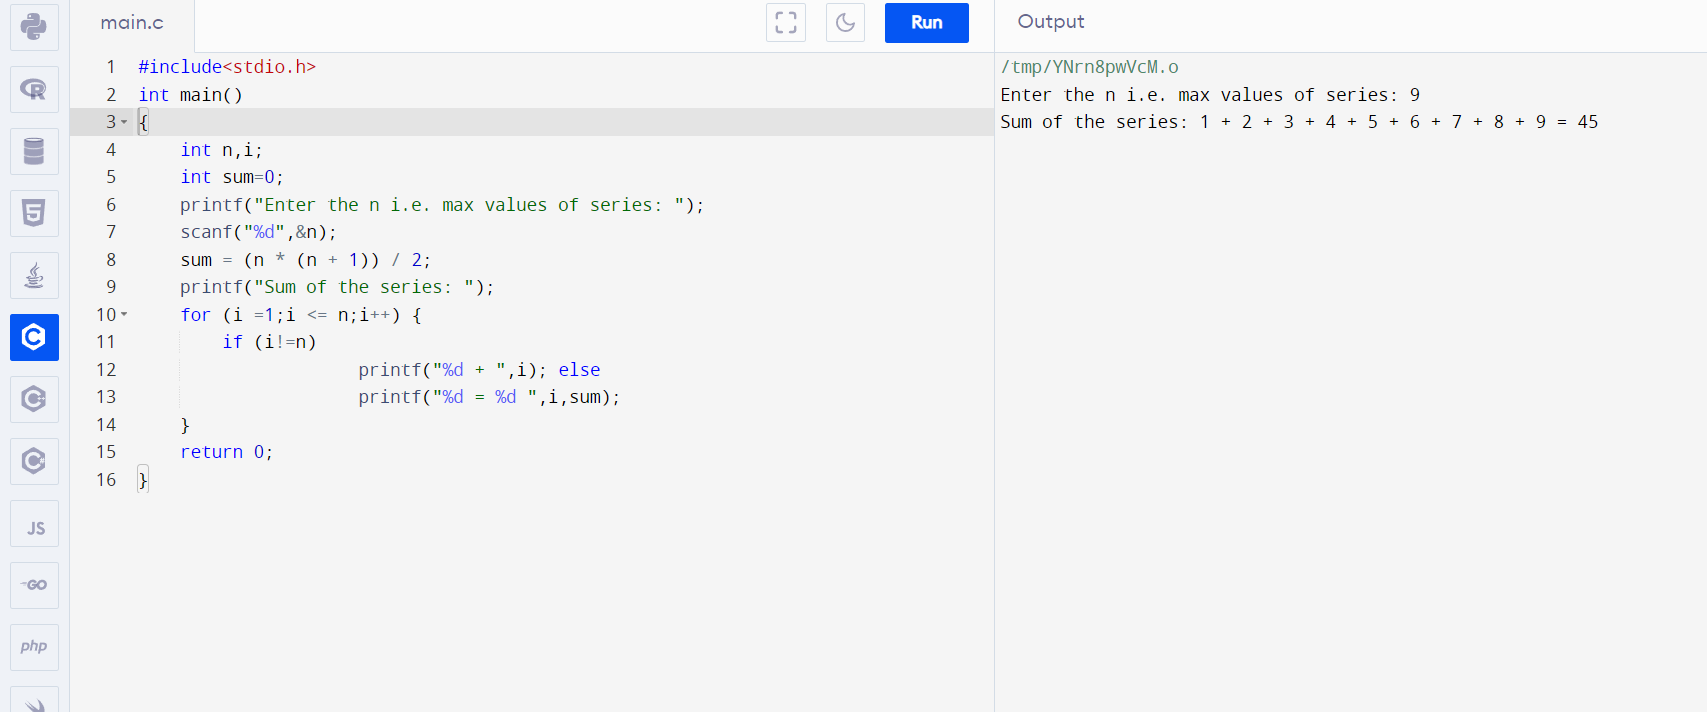 main.c
Run
Output
1 #include<stdio.h>
2 int main()
3 {
4     int n,i;
5     int sum=0;
6     printf("Enter the n i.e. max values of series: ");
7     scanf("%d",&n);
8     sum = (n * (n + 1)) / 2;
9     printf("Sum of the series: ");
10     for (i =1;i <= n;i++) {
11         if (i!=n)
12                      printf("%d + ",i); else
13                      printf("%d = %d ",i,sum);
14     }
15     return 0;
16 }
/tmp/YNrn8pwVcM.o
Enter the n i.e. max values of series: 9
Sum of the series: 1 + 2 + 3 + 4 + 5 + 6 + 7 + 8 + 9 = 45
R
5
C
C++
C#
JS
GO
php